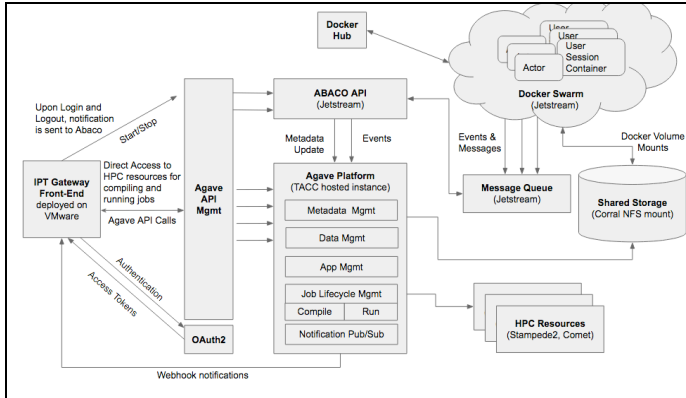 Docker
Hub
User
User
User
Session
Container
Actor
Docker Swarm
(Jetstream)
Upon Login and
Logout, notification
is sent to Abaco
Start/Stop
ABACO API
(Jetstream)
Metadata
Update
Events
Events &
Messages
Docker Volume
Mounts
IPT Gateway
Front-End
deployed on
VMware
Direct Access to
HPC resources for
compiling and
running jobs
Agave API Calls
Agave
API
Mgmt
Agave Platform
(TACC hosted instance)
Metadata Mgmt
Data Mgmt
App Mgmt
Job Lifecycle Mgmt
Compile
Run
Notification Pub/Sub
Message Queue
(Jetstream)
Shared Storage
(Corral NFS mount)
Authentication
Access Tokens
OAuth2
HPC Resources
(Stampede2, Comet)
Webhook notifications